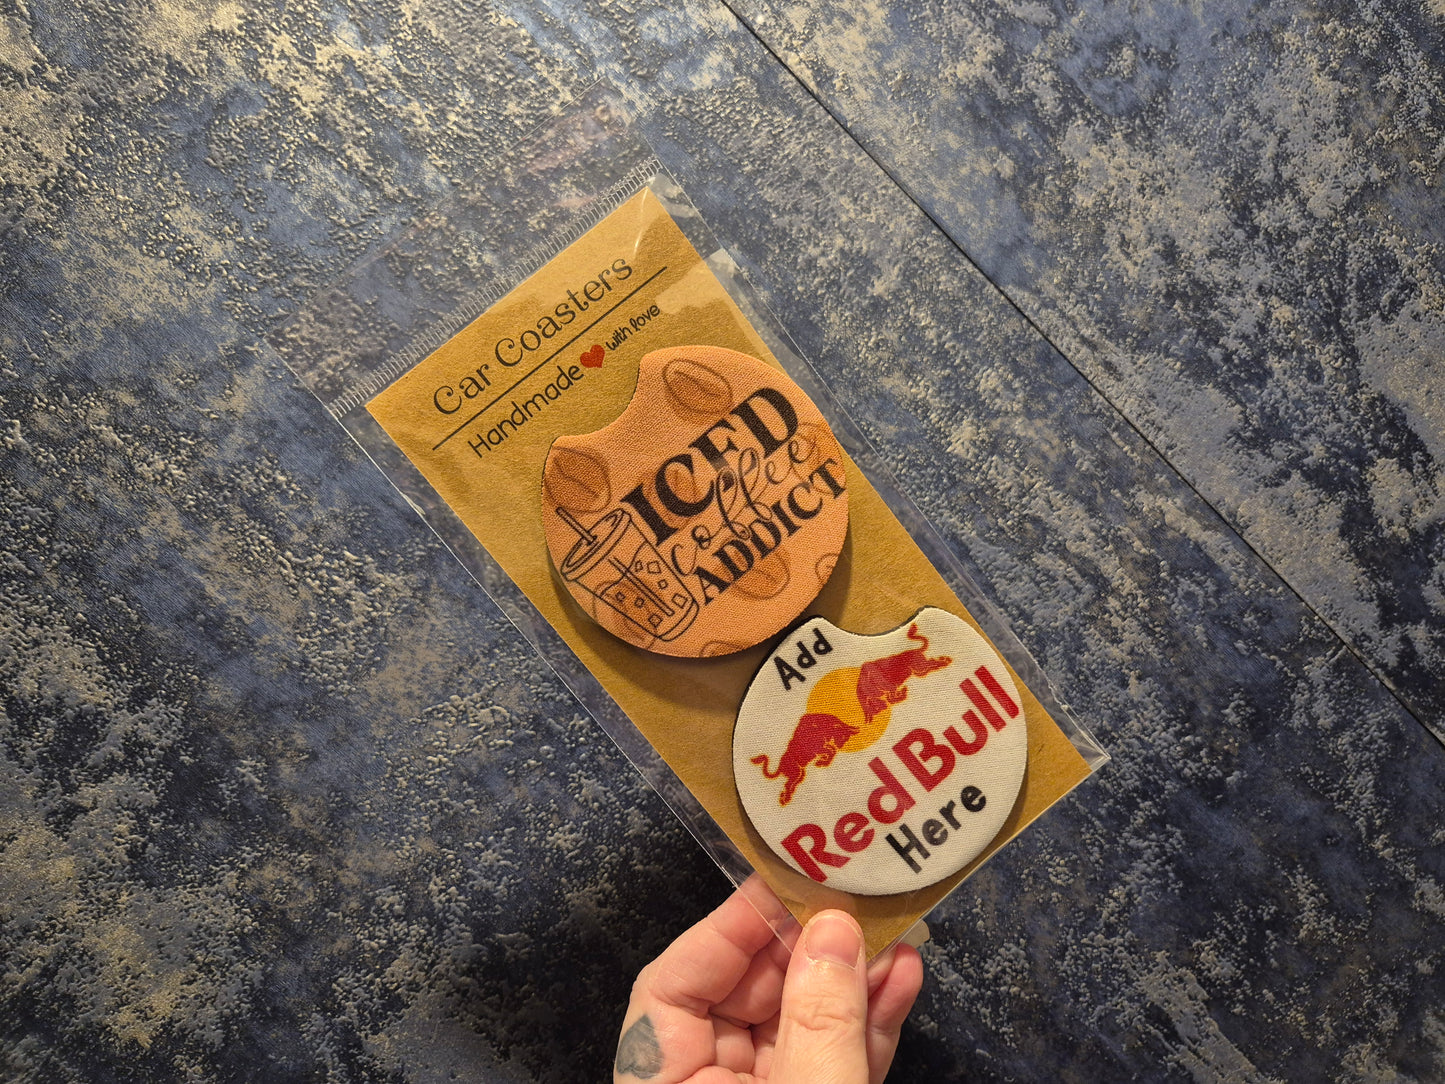 Car Coasters
Handmade with love
ICED
coffee
ADDICT
Add
Red Bull
Here